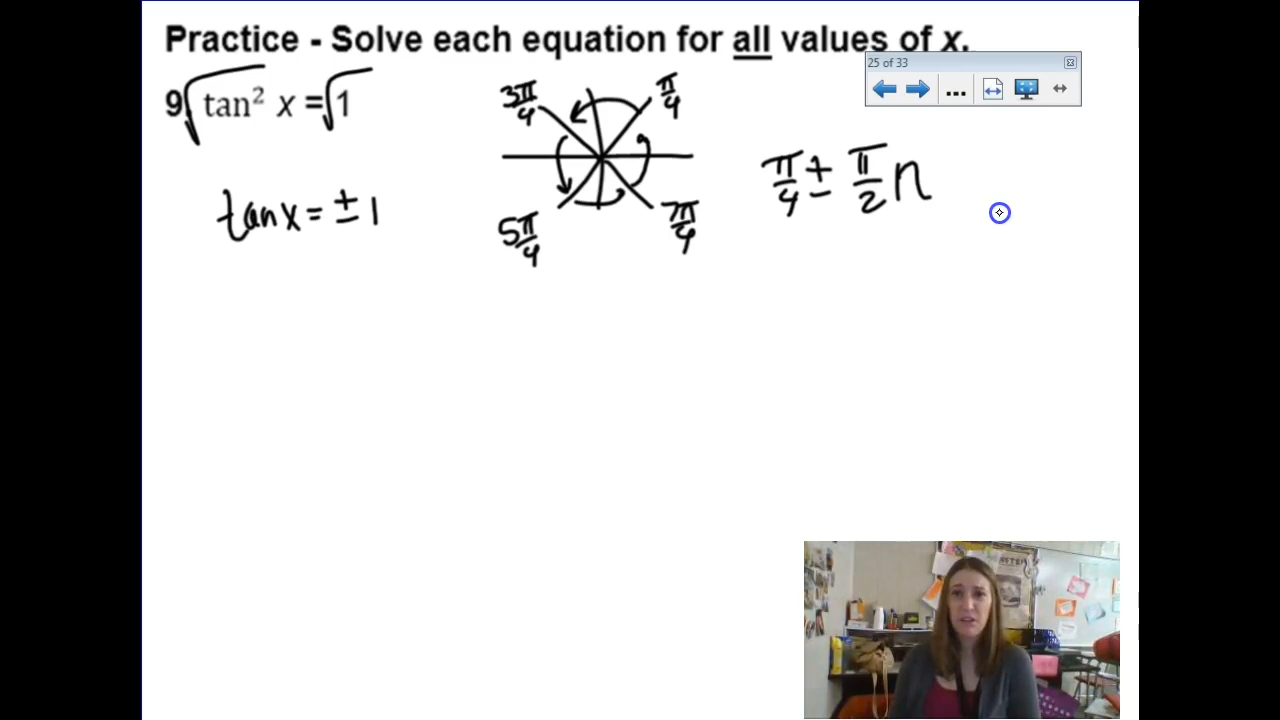 Practice - Solve each equation for all values of x.
25 of 33
...
9. √tan² x = √1
tan x = ± 1
3π/4
π/4
5π/4
7π/4
π/4 ± π/2 n